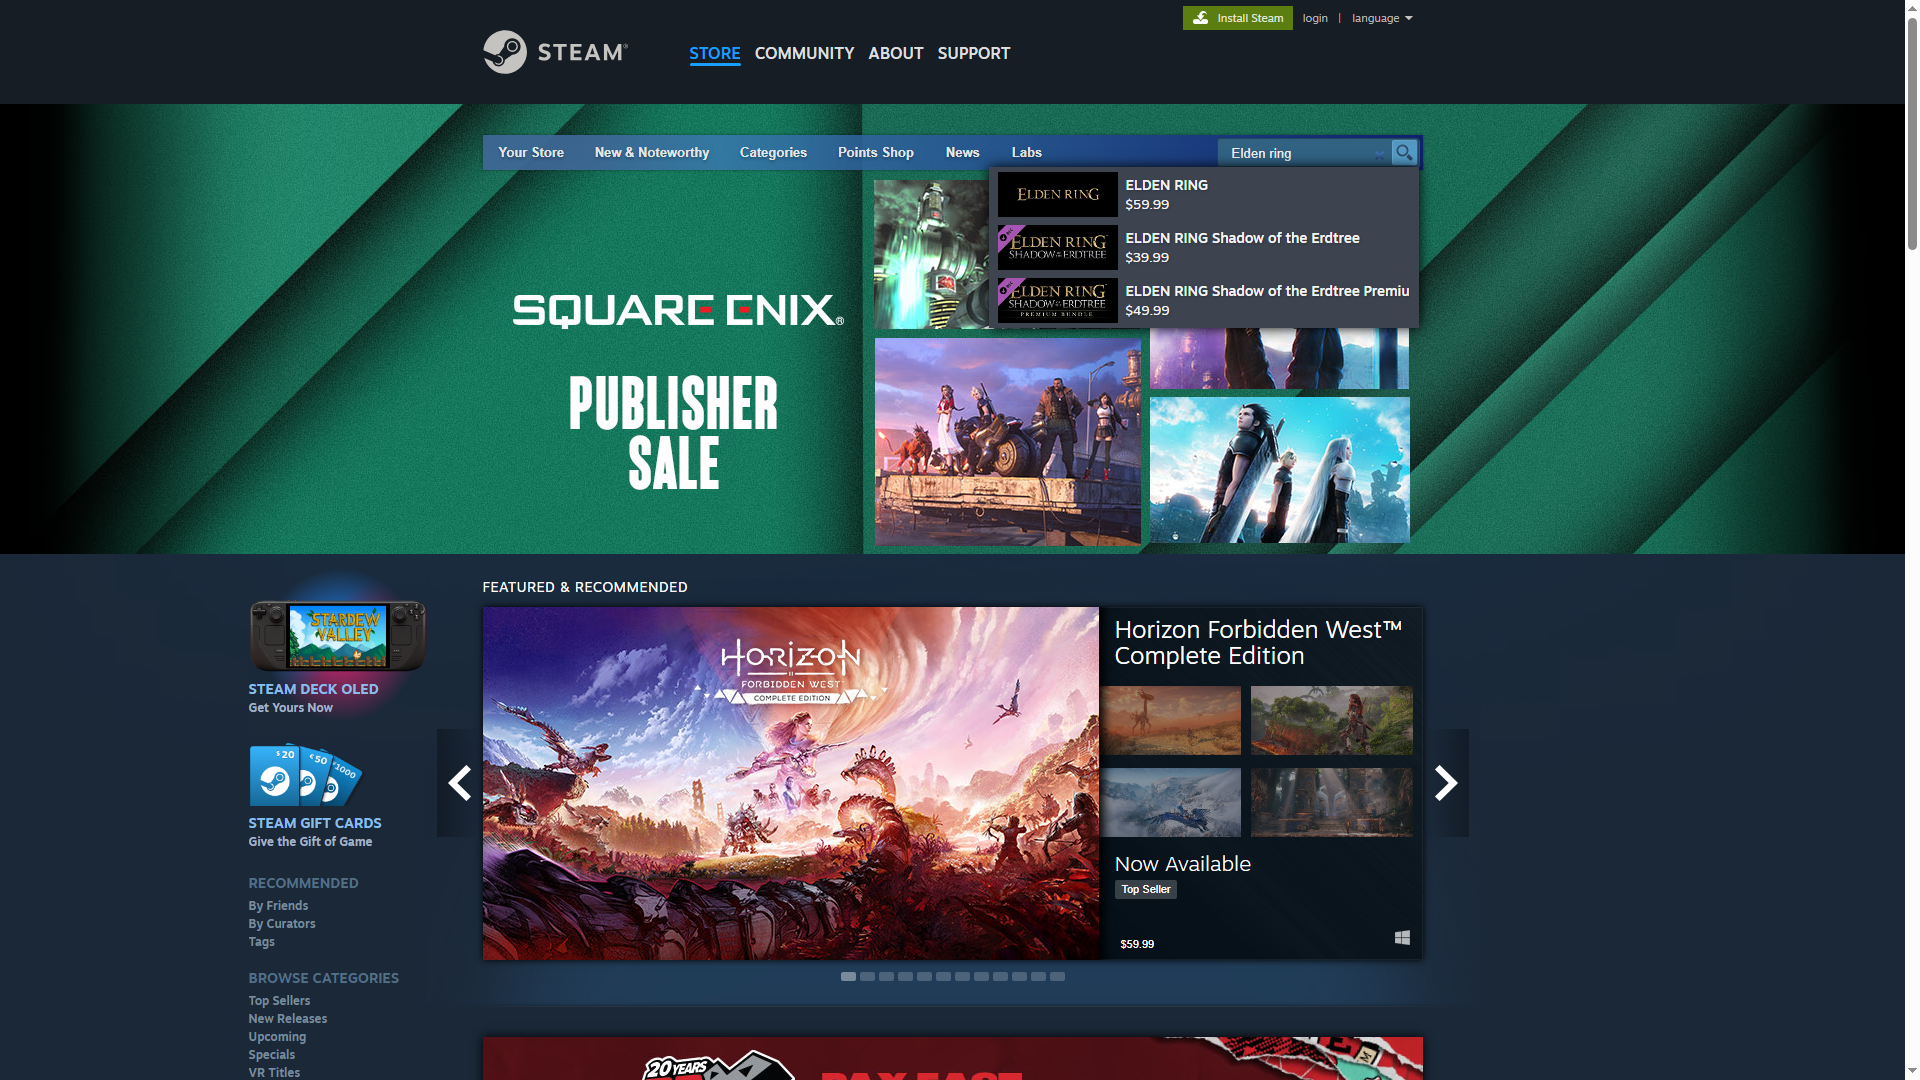 Install Steam
login | language
STEAM®
STORE COMMUNITY ABOUT SUPPORT
Your Store New & Noteworthy Categories Points Shop News Labs
Elden ring
ELDEN RING
ELDEN RING
$59.99
ELDEN RING
SHADOW OF THE ERDTREE
ELDEN RING Shadow of the Erdtree
$39.99
ELDEN RING
SHADOW OF THE ERDTREE
PREMIUM BUNDLE
ELDEN RING Shadow of the Erdtree Premiu
$49.99
SQUARE ENIX®
PUBLISHER
SALE
FEATURED & RECOMMENDED
STARDEW
VALLEY
STEAM DECK OLED
Get Yours Now
$20 €50 ¥1000
STEAM GIFT CARDS
Give the Gift of Game
RECOMMENDED
By Friends
By Curators
Tags
BROWSE CATEGORIES
Top Sellers
New Releases
Upcoming
Specials
VR Titles
HORIZON
II
FORBIDDEN WEST™
COMPLETE EDITION
Horizon Forbidden West™
Complete Edition
Now Available
Top Seller
$59.99
20 YEARS
PAX EAST